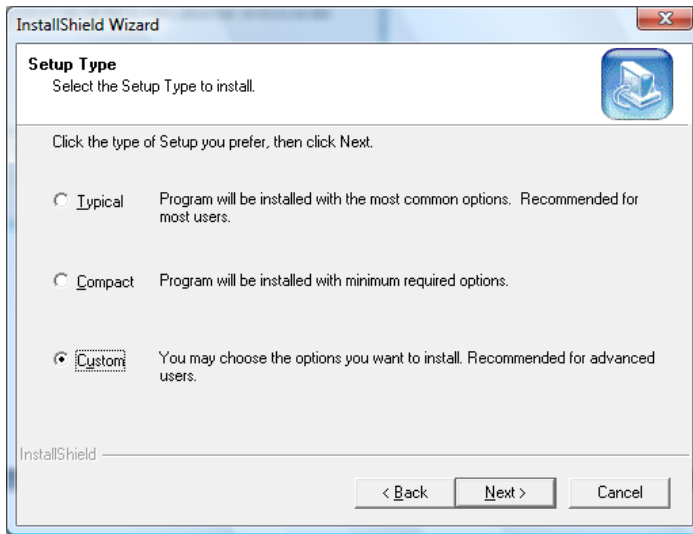 InstallShield Wizard
Setup Type
Select the Setup Type to install.
Click the type of Setup you prefer, then click Next.
Typical Program will be installed with the most common options. Recommended for
most users.
Compact Program will be installed with minimum required options.
Custom You may choose the options you want to install. Recommended for advanced
users.
InstallShield
< Back Next > Cancel